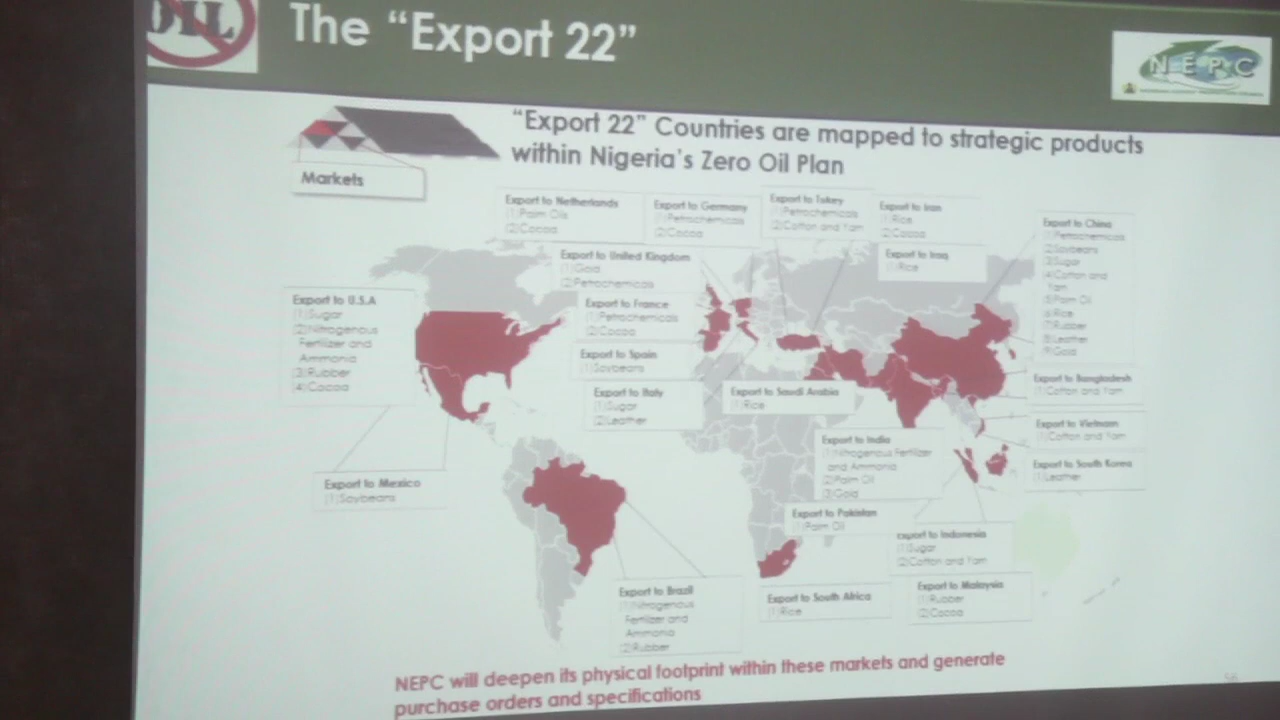 OIL
The “Export 22”
NEPC
“Export 22” Countries are mapped to strategic products
within Nigeria’s Zero Oil Plan
Markets
Export to Netherlands
(1)Palm Oils
(2)Cocoa
Export to Germany
(1)Petrochemicals
(2)Cocoa
Export to Tukey
(1)Petrochemicals
(2)Cotton and Yarn
Export to Iran
(1)Rice
(2)Cocoa
Export to China
(1)Petrochemicals
(2)Soybeans
(3)Sugar
(4)Cotton and
Yarn
(5)Palm Oil
(6)Rice
(7)Rubber
(8)Leather
(9)Gold
Export to United Kingdom
(1)Gold
(2)Petrochemicals
Export to Iraq
(1)Rice
Export to U.S.A
(1)Sugar
(2)Nitrogenous
Fertilizer and
Ammonia
(3)Rubber
(4)Cocoa
Export to France
(1)Petrochemicals
(2)Cocoa
Export to Spain
(1)Soybeans
Export to Italy
(1)Sugar
(2)Leather
Export to Saudi Arabia
(1)Rice
Export to Bangladesh
(1)Cotton and Yarn
Export to Vietnam
(1)Cotton and Yarn
Export to South Korea
(1)Leather
Export to India
(1)Nitrogenous Fertilizer
and Ammonia
(2)Palm Oil
(3)Gold
Export to Mexico
(1)Soybeans
Export to Pakistan
(1)Palm Oil
Export to Indonesia
(1)Sugar
(2)Cotton and Yarn
Export to Brazil
(1)Nitrogenous
Fertilizer and
Ammonia
(2)Rubber
Export to South Africa
(1)Rice
Export to Malaysia
(1)Rubber
(2)Cocoa
NEPC will deepen its physical footprint within these markets and generate
purchase orders and specifications